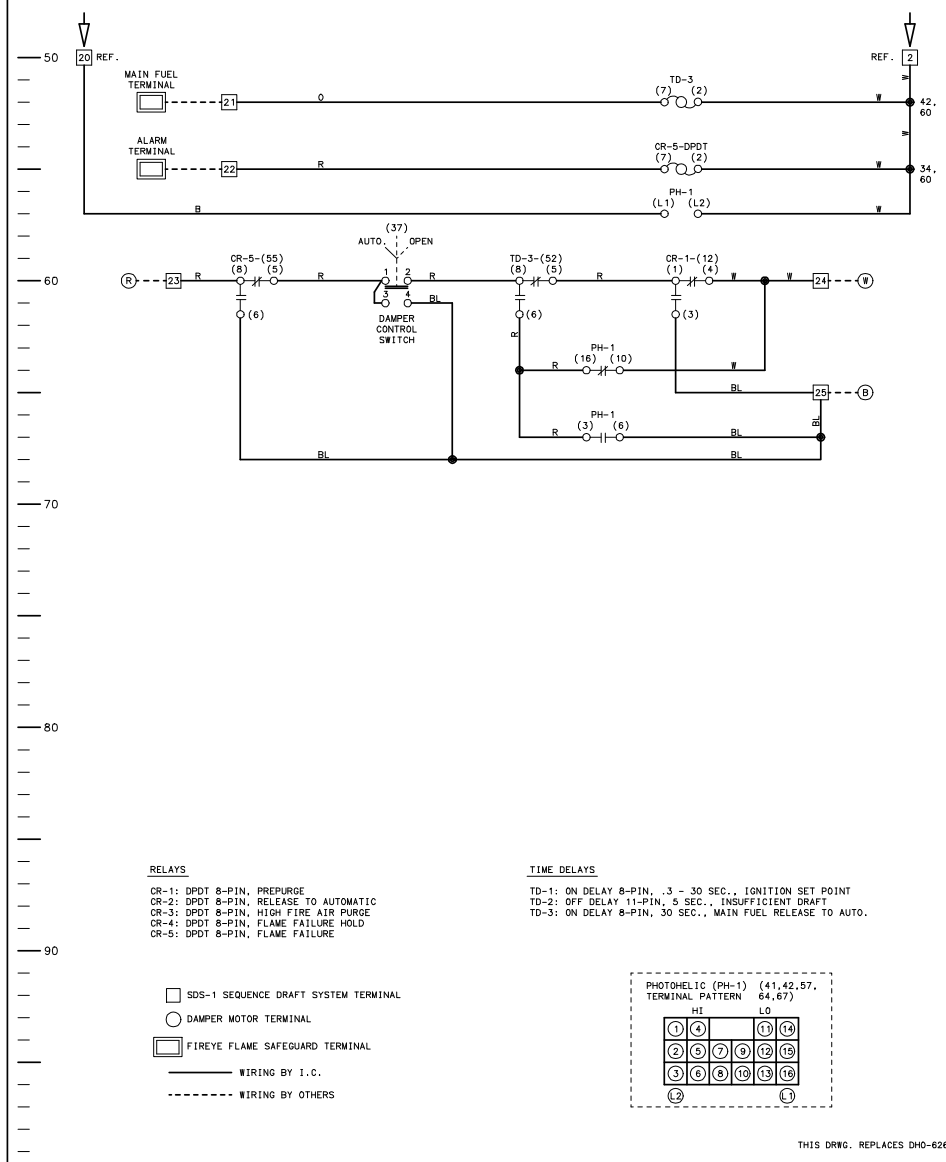 50
20 REF.
REF. 2
W
MAIN FUEL
TERMINAL
21
O
TD-3
(7) (2)
W
42,
60
W
ALARM
TERMINAL
22
R
CR-5-DPDT
(7) (2)
W
34,
60
PH-1
(L1) (L2)
B
W
(37)
AUTO. OPEN
CR-5-(55)
(8) (5)
TD-3-(52)
(8) (5)
CR-1-(12)
(1) (4)
60
R 23 R R 1 2 R R W W 24 W
3 4 BL
(6) (6) (3)
DAMPER
CONTROL
SWITCH
R
PH-1
(16) (10)
R W
BL 25 B
BL
PH-1
(3) (6)
R BL
BL BL
70
80
RELAYS
CR-1: DPDT 8-PIN, PREPURGE
CR-2: DPDT 8-PIN, RELEASE TO AUTOMATIC
CR-3: DPDT 8-PIN, HIGH FIRE AIR PURGE
CR-4: DPDT 8-PIN, FLAME FAILURE HOLD
CR-5: DPDT 8-PIN, FLAME FAILURE
TIME DELAYS
TD-1: ON DELAY 8-PIN, .3 - 30 SEC., IGNITION SET POINT
TD-2: OFF DELAY 11-PIN, 5 SEC., INSUFFICIENT DRAFT
TD-3: ON DELAY 8-PIN, 30 SEC., MAIN FUEL RELEASE TO AUTO.
90
SDS-1 SEQUENCE DRAFT SYSTEM TERMINAL
DAMPER MOTOR TERMINAL
FIREYE FLAME SAFEGUARD TERMINAL
WIRING BY I.C.
WIRING BY OTHERS
PHOTOHELIC (PH-1) (41,42,57,
TERMINAL PATTERN 64,67)
HI LO
1 4 11 14
2 5 7 9 12 15
3 6 8 10 13 16
L2 L1
THIS DRWG. REPLACES DHO-626